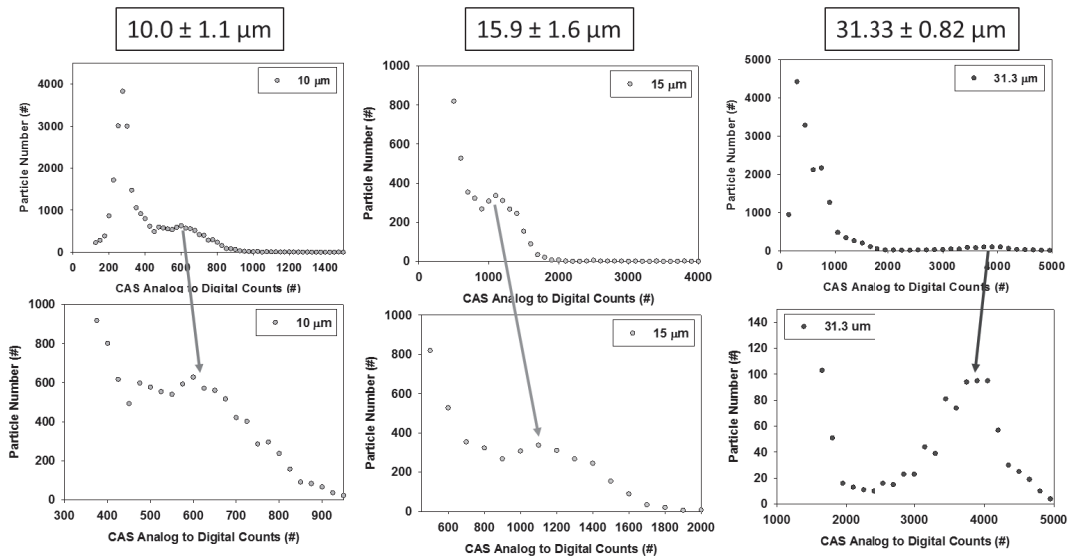 10.0 ± 1.1 μm
15.9 ± 1.6 μm
31.33 ± 0.82 μm
Particle Number (#)
4000
3000
2000
1000
0
10 μm
0 200 400 600 800 1000 1200 1400
CAS Analog to Digital Counts (#)
Particle Number (#)
1000
800
600
400
200
0
15 μm
0 1000 2000 3000 4000
CAS Analog to Digital Counts (#)
Particle Number (#)
5000
4000
3000
2000
1000
0
31.3 μm
0 1000 2000 3000 4000 5000
CAS Analog to Digital Counts (#)
Particle Number (#)
1000
800
600
400
200
0
10 μm
300 400 500 600 700 800 900
CAS Analog to Digital Counts (#)
Particle Number (#)
1000
800
600
400
200
0
15 μm
600 800 1000 1200 1400 1600 1800 2000
CAS Analog to Digital Counts (#)
Particle Number (#)
140
120
100
80
60
40
20
0
31.3 um
1000 2000 3000 4000 5000
CAS Analog to Digital Counts (#)